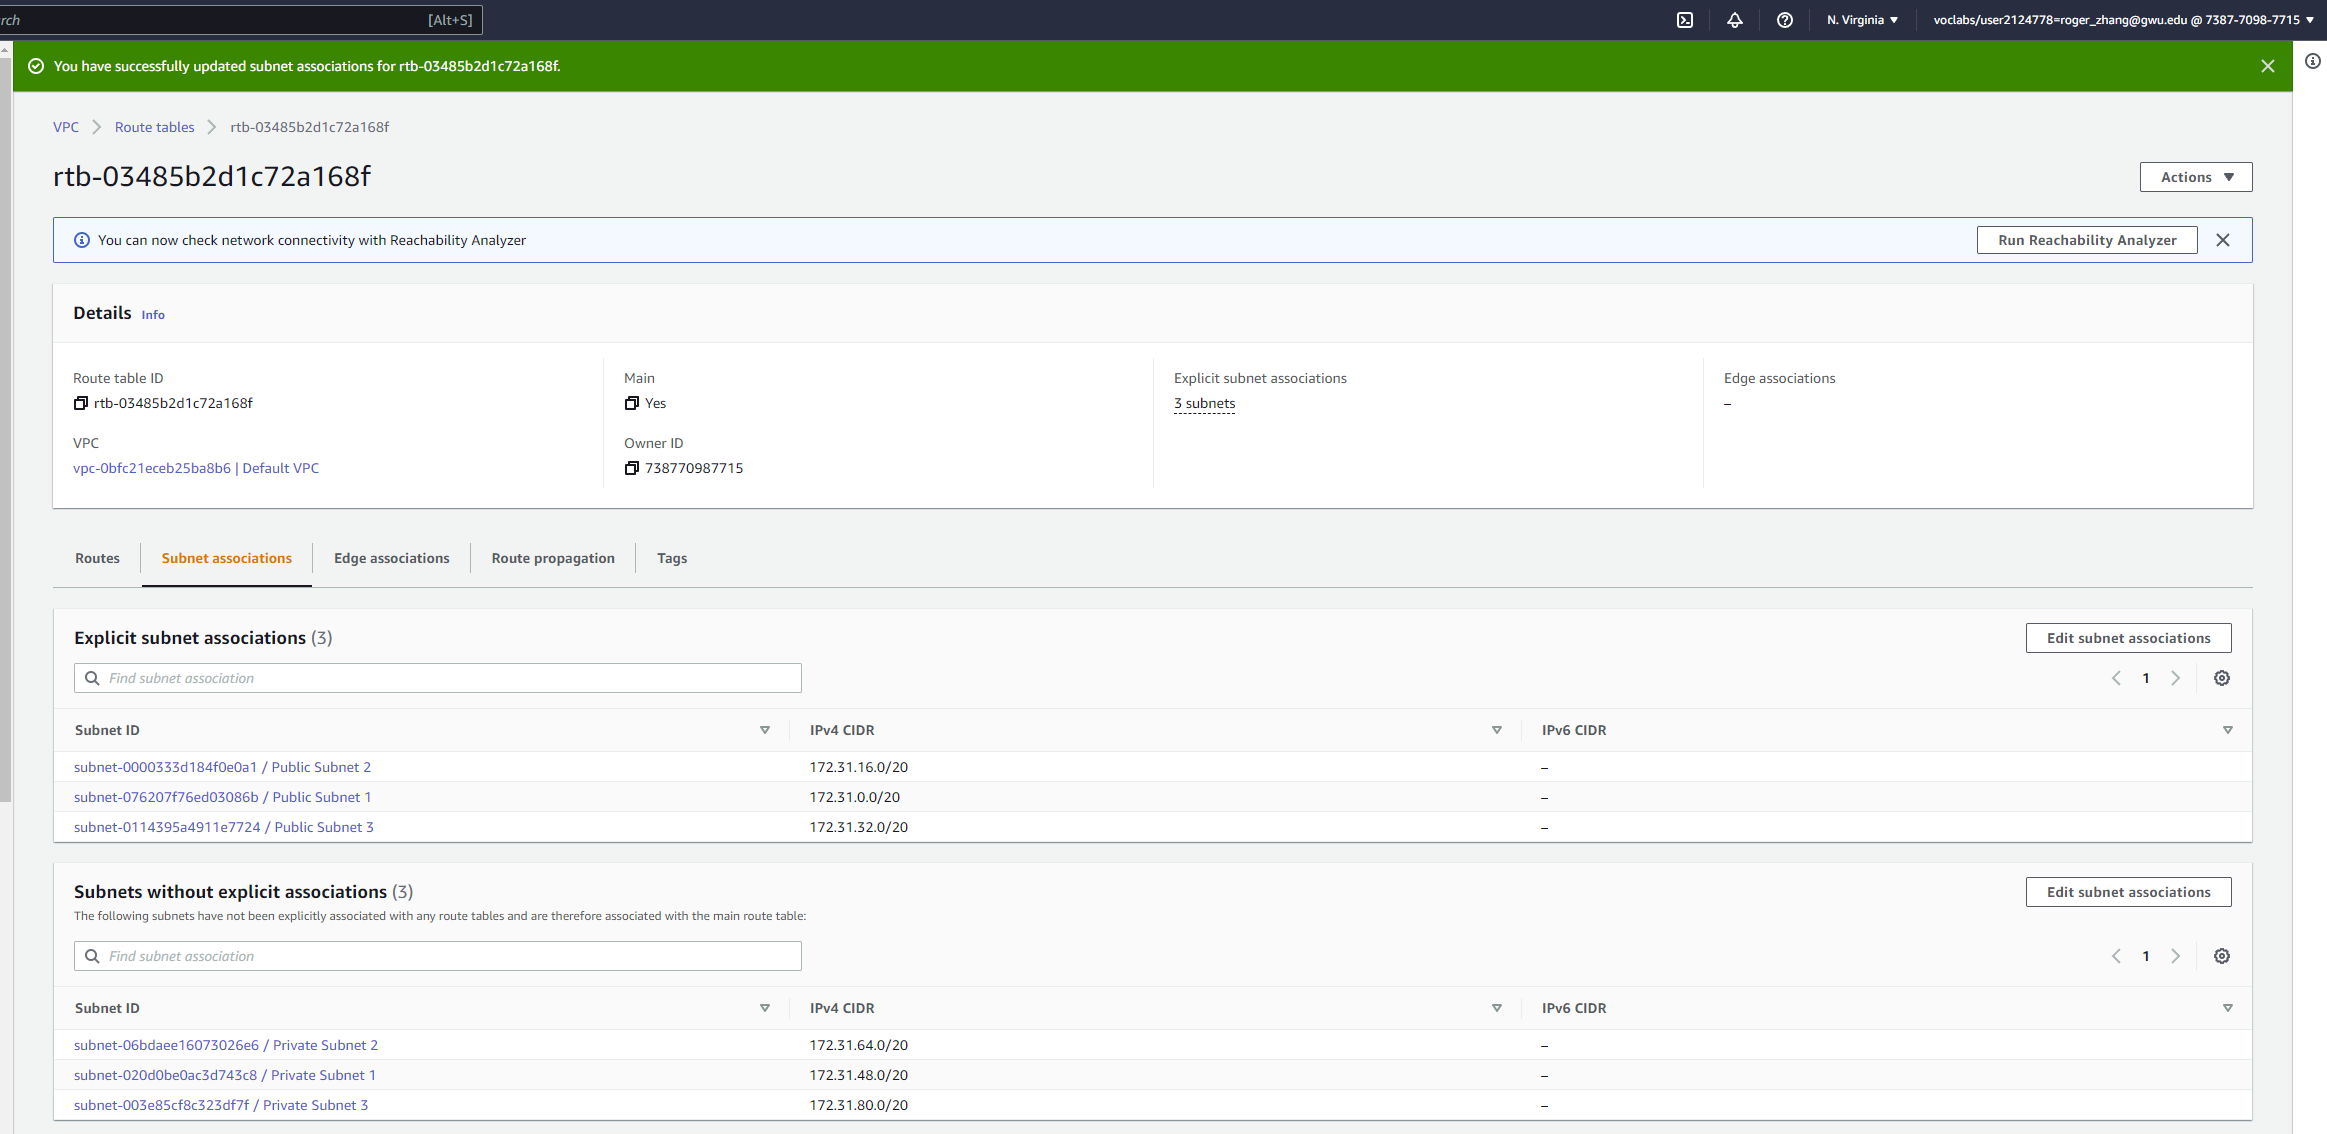 rch [Alt+S] N. Virginia ▼ voclabs/user2124778=roger_zhang@gwu.edu @ 7387-7098-7715 ▼
You have successfully updated subnet associations for rtb-03485b2d1c72a168f.
VPC > Route tables > rtb-03485b2d1c72a168f
rtb-03485b2d1c72a168f
Actions ▼
You can now check network connectivity with Reachability Analyzer
Run Reachability Analyzer
Details Info
Route table ID
rtb-03485b2d1c72a168f
VPC
vpc-0bfc21eceb25ba8b6 | Default VPC
Main
Yes
Owner ID
738770987715
Explicit subnet associations
3 subnets
Edge associations
–
Routes Subnet associations Edge associations Route propagation Tags
Explicit subnet associations (3)
Edit subnet associations
Find subnet association
1
Subnet ID IPv4 CIDR IPv6 CIDR
subnet-0000333d184f0e0a1 / Public Subnet 2 172.31.16.0/20 –
subnet-076207f76ed03086b / Public Subnet 1 172.31.0.0/20 –
subnet-0114395a4911e7724 / Public Subnet 3 172.31.32.0/20 –
Subnets without explicit associations (3)
Edit subnet associations
The following subnets have not been explicitly associated with any route tables and are therefore associated with the main route table:
Find subnet association
1
Subnet ID IPv4 CIDR IPv6 CIDR
subnet-06bdaee16073026e6 / Private Subnet 2 172.31.64.0/20 –
subnet-020d0be0ac3d743c8 / Private Subnet 1 172.31.48.0/20 –
subnet-003e85cf8c323df7f / Private Subnet 3 172.31.80.0/20 –